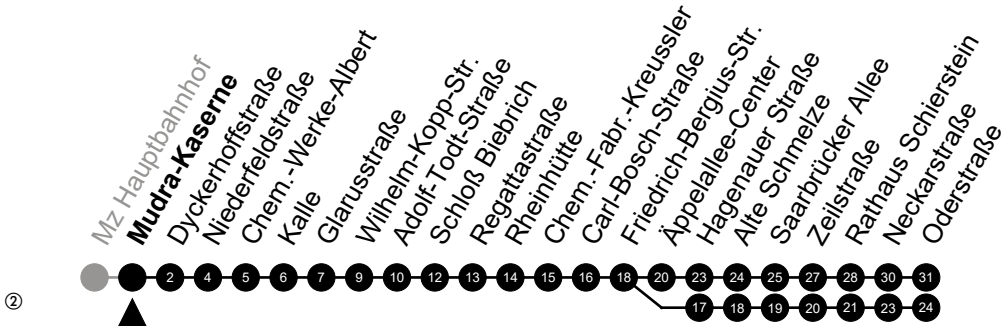 Mz Hauptbahnhof
Mudra-Kaserne
Dyckerhoffstraße
Niederfeldstraße
Chem.-Werke-Albert
Kalle
Glarusstraße
Wilhelm-Kopp-Str.
Adolf-Todt-Straße
Schloß Biebrich
Regattastraße
Rheinhütte
Chem.-Fabr.-Kreussler
Carl-Bosch-Straße
Friedrich-Bergius-Str.
Äppelallee-Center
Hagenauer Straße
Alte Schmelze
Saarbrücker Allee
Zeilstraße
Rathaus Schierstein
Neckarstraße
Oderstraße
2 4 5 6 7 9 10 12 13 14 15 16 18 20 23 24 25 27 28 30 31
② 17 18 19 20 21 23 24